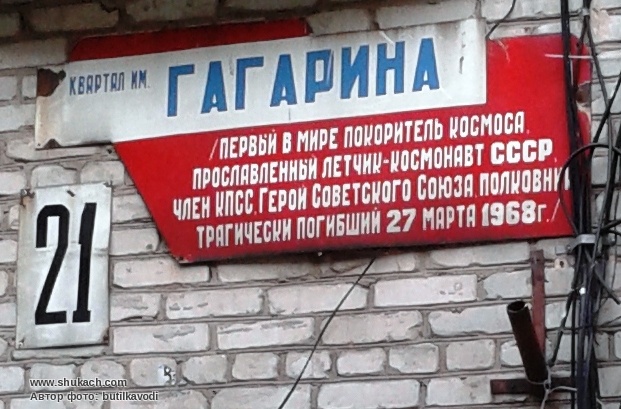 КВАРТАЛ ИМ. ГАГАРИНА
/ПЕРВЫЙ В МИРЕ ПОКОРИТЕЛЬ КОСМОСА,
ПРОСЛАВЛЕННЫЙ ЛЕТЧИК-КОСМОНАВТ СССР,
ЧЛЕН КПСС, ГЕРОЙ СОВЕТСКОГО СОЮЗА, ПОЛКОВНИК
ТРАГИЧЕСКИ ПОГИБШИЙ 27 МАРТА 1968г./
21
www.shukach.com
Автор фото: butilkavodi